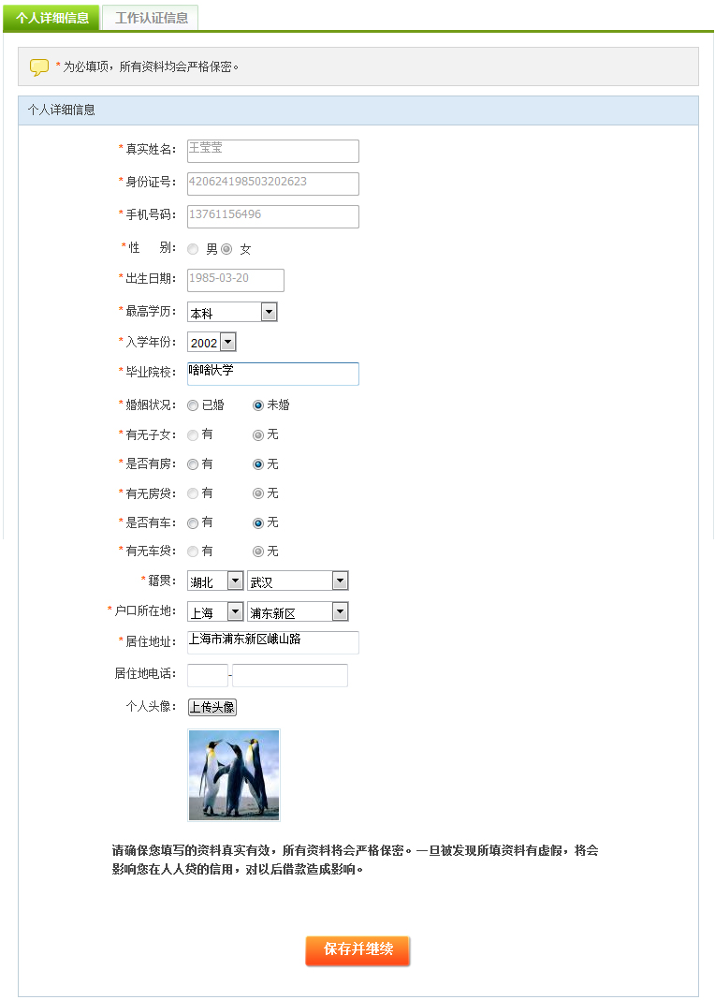 个人详细信息 工作认证信息
* 为必填项，所有资料均会严格保密。
个人详细信息
* 真实姓名： 王莹莹
* 身份证号： 420624198503202623
* 手机号码： 13761156496
* 性 别： 男 女
* 出生日期： 1985-03-20
* 最高学历： 本科
* 入学年份： 2002
* 毕业院校： 啥啥大学
* 婚姻状况： 已婚 未婚
* 有无子女： 有 无
* 是否有房： 有 无
* 有无房贷： 有 无
* 是否有车： 有 无
* 有无车贷： 有 无
* 籍贯： 湖北 武汉
* 户口所在地： 上海 浦东新区
* 居住地址： 上海市浦东新区峨山路
居住地电话： -
个人头像： 上传头像
请确保您填写的资料真实有效，所有资料将会严格保密。一旦被发现所填资料有虚假，将会
影响您在人人贷的信用，对以后借款造成影响。
保存并继续